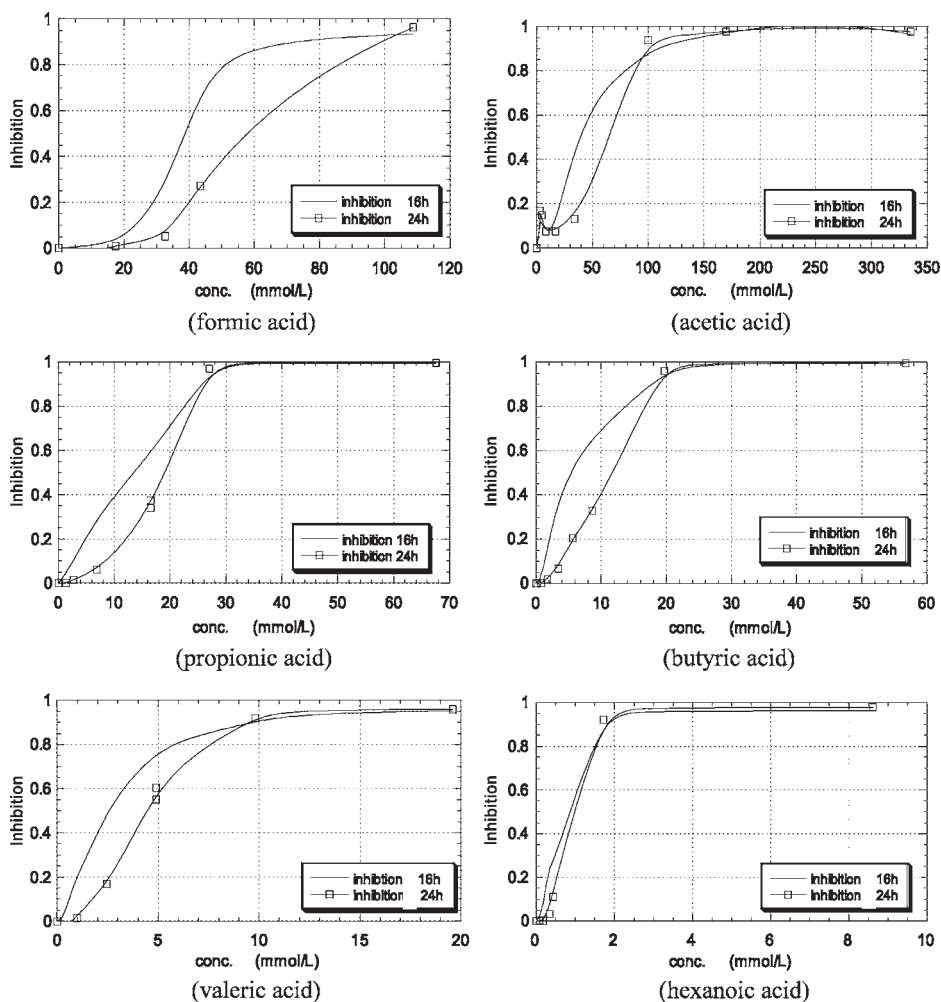 1
0.8
0.6
0.4
0.2
0
Inhibition
inhibition 16h
inhibition 24h
0 20 40 60 80 100 120
conc. (mmol/L)
(formic acid)
1
0.8
0.6
0.4
0.2
0
Inhibition
inhibition 16h
inhibition 24h
0 50 100 150 200 250 300 350
conc. (mmol/L)
(acetic acid)
1
0.8
0.6
0.4
0.2
0
Inhibition
inhibition 16h
inhibition 24h
0 10 20 30 40 50 60 70
conc. (mmol/L)
(propionic acid)
1
0.8
0.6
0.4
0.2
0
Inhibition
inhibition 16h
inhibition 24h
0 10 20 30 40 50 60
conc. (mmol/L)
(butyric acid)
1
0.8
0.6
0.4
0.2
0
Inhibition
inhibtion 16h
inhibition 24h
0 5 10 15 20
conc. (mmol/L)
(valeric acid)
1
0.8
0.6
0.4
0.2
0
Inhibition
inhibition 16h
inhibition 24h
0 2 4 6 8 10
conc. (mmol/L)
(hexanoic acid)